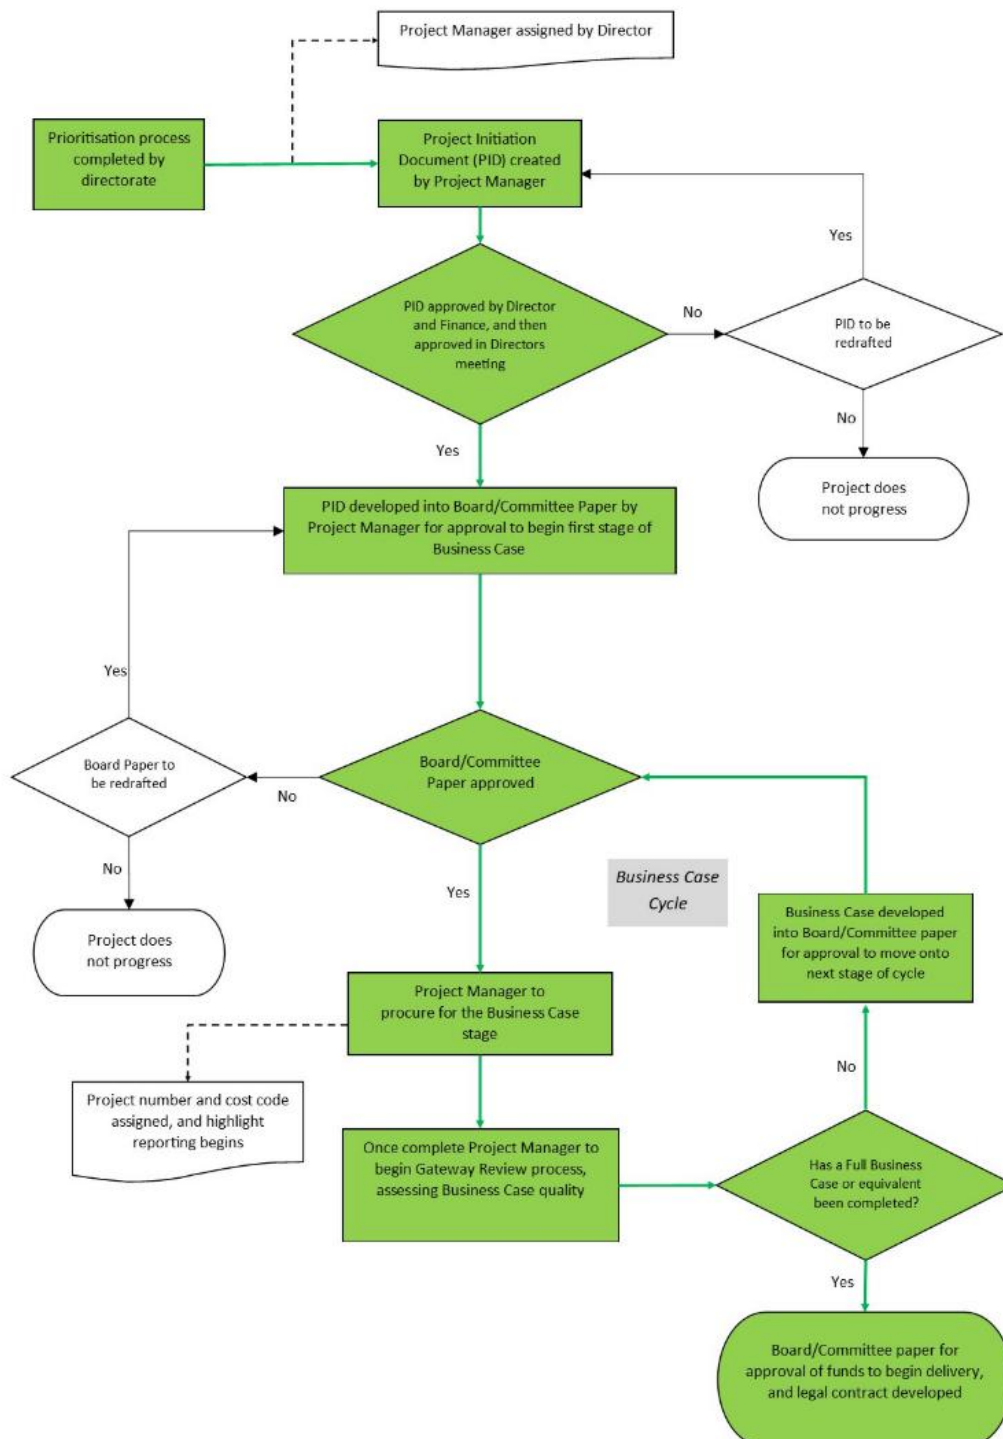 Project Manager assigned by Director
Prioritisation process
completed by
directorate
Project Initiation
Document (PID) created
by Project Manager
Yes
PID approved by Director
and Finance, and then
approved in Directors
meeting
No
PID to be
redrafted
No
Yes
Project does
not progress
PID developed into Board/Committee Paper by
Project Manager for approval to begin first stage of
Business Case
Yes
Board Paper to
be redrafted
No
Board/Committee
Paper approved
No
Yes
Business Case
Cycle
Business Case developed
into Board/Committee paper
for approval to move onto
next stage of cycle
Project does
not progress
Project Manager to
procure for the Business Case
stage
No
Project number and cost code
assigned, and highlight
reporting begins
Once complete Project Manager to
begin Gateway Review process,
assessing Business Case quality
Has a Full Business
Case or equivalent
been completed?
Yes
Board/Committee paper for
approval of funds to begin delivery,
and legal contract developed